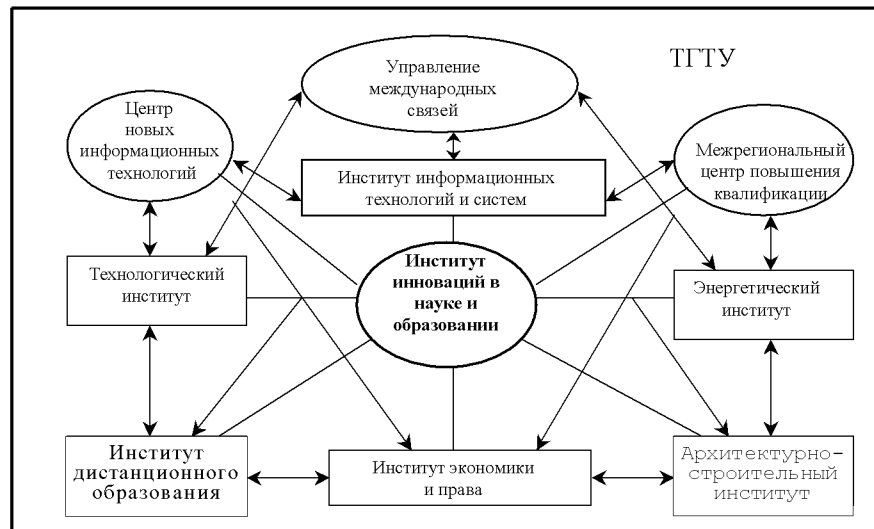 ТГТУ
Управление
международных
связей
Центр
новых
информационных
технологий
Межрегиональный
центр повышения
квалификации
Институт информационных
технологий и систем
Технологический
институт
Институт
инноваций в
науке и
образовании
Энергетический
институт
Институт
дистанционного
образования
Институт экономики
и права
Архитектурно-
строительный
институт